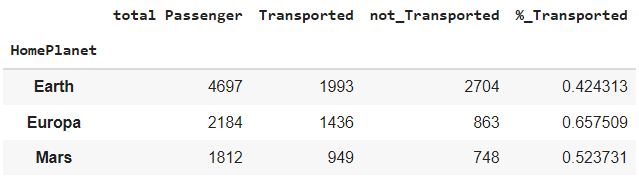 total Passenger Transported not_Transported %_Transported
HomePlanet
Earth 4697 1993 2704 0.424313
Europa 2184 1436 863 0.657509
Mars 1812 949 748 0.523731